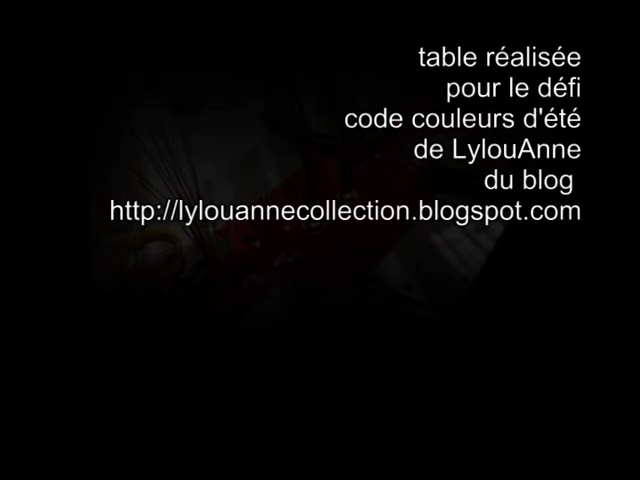 table réalisée
pour le défi
code couleurs d'été
de LylouAnne
du blog
http://lylouannecollection.blogspot.com